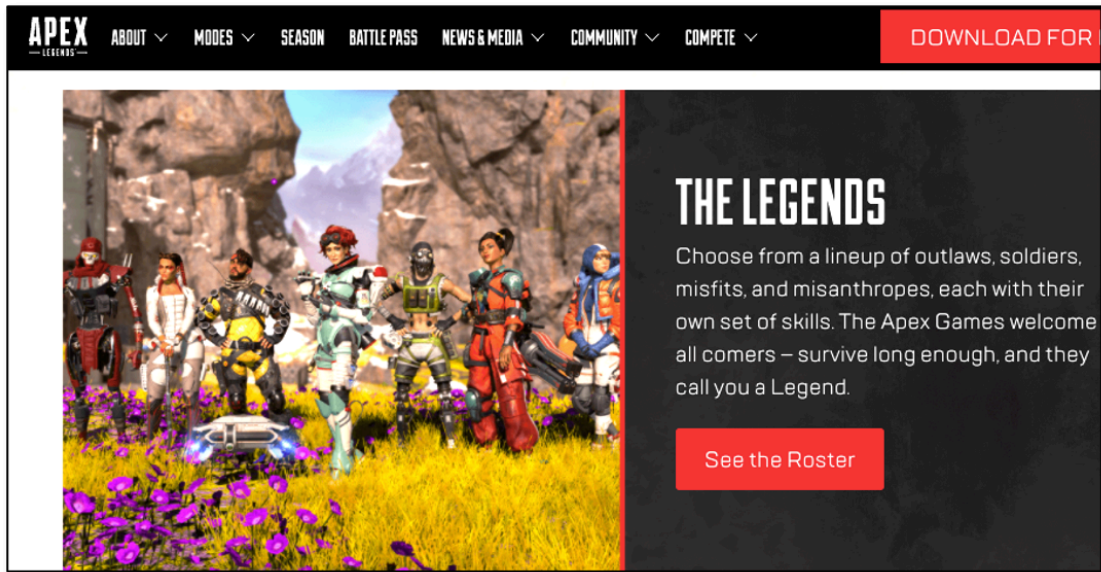 APEX
LEGENDS
ABOUT
MODES
SEASON
BATTLE PASS
NEWS & MEDIA
COMMUNITY
COMPETE
DOWNLOAD FOR
THE LEGENDS
Choose from a lineup of outlaws, soldiers,
misfits, and misanthropes, each with their
own set of skills. The Apex Games welcome
all comers – survive long enough, and they
call you a Legend.
See the Roster